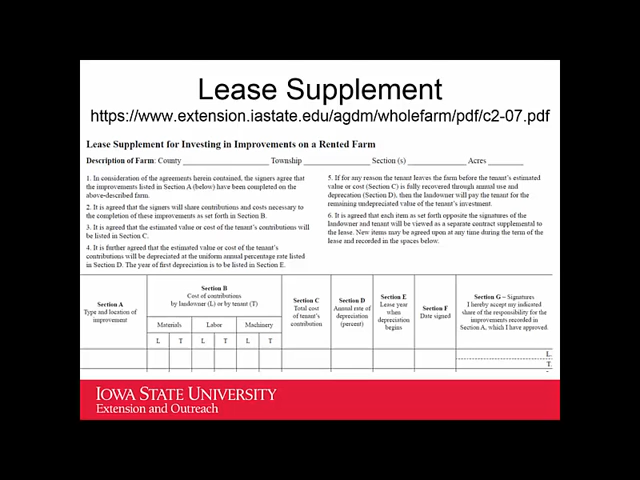 Lease Supplement
https://www.extension.iastate.edu/agdm/wholefarm/pdf/c2-07.pdf
Lease Supplement for Investing in Improvements on a Rented Farm
Description of Farm: County ____________________ Township ________________ Section (s) ______________ Acres ________
1. In consideration of the agreements herein contained, the signers agree that
the improvements listed in Section A (below) have been completed on the
above-described farm.
2. It is agreed that the signers will share contributions and costs necessary to
the completion of these improvements as set forth in Section B.
3. It is agreed that the estimated value or cost of the tenant's contributions will
be listed in Section C.
4. It is further agreed that the estimated value or cost of the tenant's
contributions will be depreciated at the uniform annual percentage rate listed
in Section D. The year of first depreciation is to be listed in Section E.
5. If for any reason the tenant leaves the farm before the tenant's estimated
value or cost (Section C) is fully recovered through annual use and
depreciation (Section D), then the landowner will pay the tenant for the
remaining undepreciated value of the tenant's investment.
6. It is agreed that each item as set forth opposite the signatures of the
landowner and tenant will be viewed as a separate contract supplemental to
the lease. New items may be agreed upon at any time during the term of the
lease and recorded in the spaces below.
Section A
Type and location of
improvement
Section B
Cost of contributions
by landowner (L) or by tenant (T)
Materials
Labor
Machinery
L T L T L T
Section C
Total cost
of tenant's
contribution
Section D
Annual rate of
depreciation
(percent)
Section E
Lease year
when
depreciation
begins
Section F
Date signed
Section G – Signatures
I hereby accept my indicated
share of the responsibility for the
improvements recorded in
Section A, which I have approved.
L.
T.
IOWA STATE UNIVERSITY
Extension and Outreach